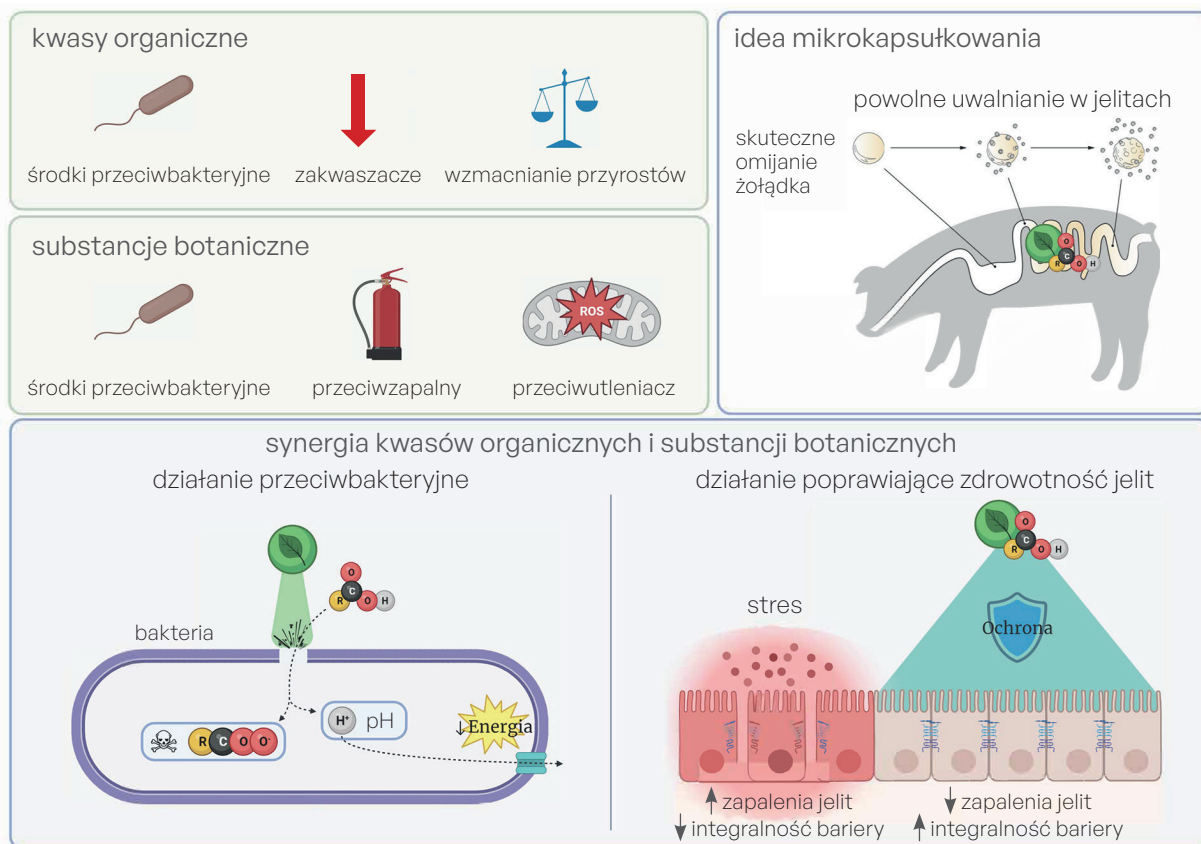 kwasy organiczne
środki przeciwbakteryjne
zakwaszacze
wzmacnianie przyrostów
substancje botaniczne
środki przeciwbakteryjne
ROS
przeciwzapalny
przeciwutleniacz
idea mikrokapsułkowania
powolne uwalnianie w jelitach
skuteczne
omijanie
żołądka
O
C
R O H
synergia kwasów organicznych i substancji botanicznych
działanie przeciwbakteryjne
O
C
R O H
bakteria
R C O O-
H+ pH
↓Energia
działanie poprawiające zdrowotność jelit
O
C
R O H
stres
Ochrona
↑ zapalenia jelit
↓ integralność bariery
↓ zapalenia jelit
↑ integralność bariery